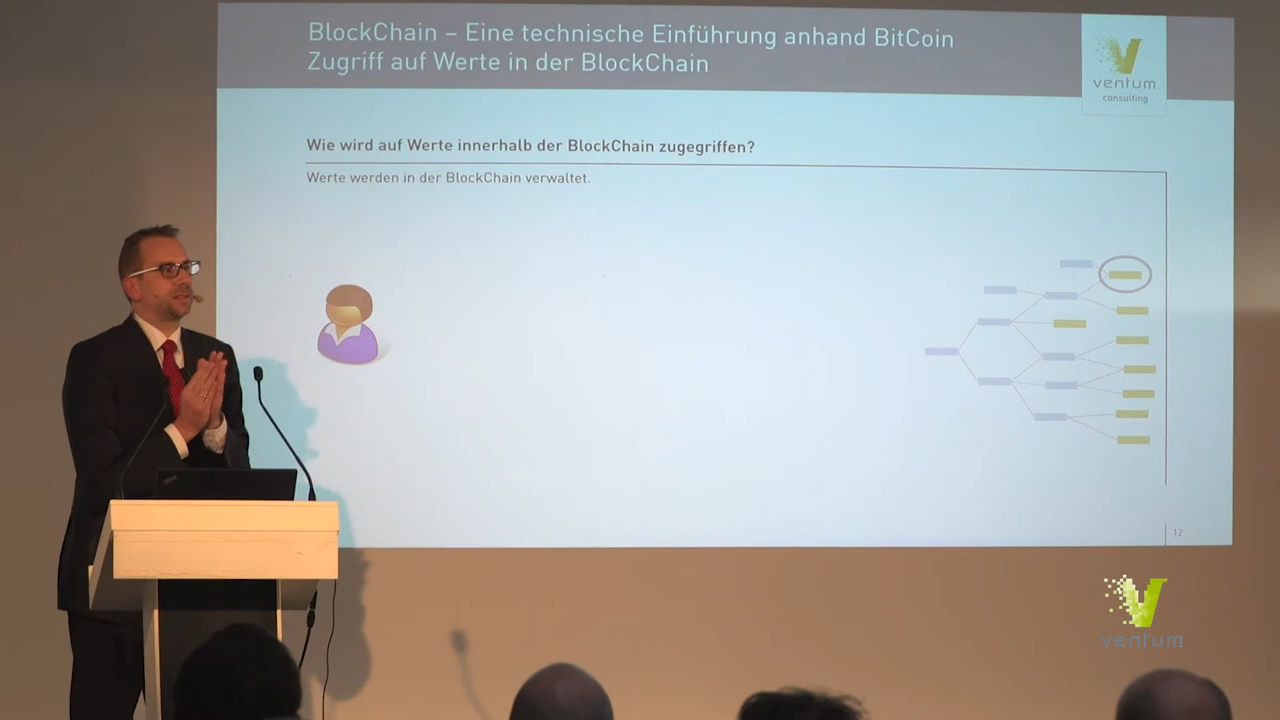 BlockChain – Eine technische Einführung anhand BitCoin
Zugriff auf Werte in der BlockChain
ventum
consulting
Wie wird auf Werte innerhalb der BlockChain zugegriffen?
Werte werden in der BlockChain verwaltet.
12
ventum